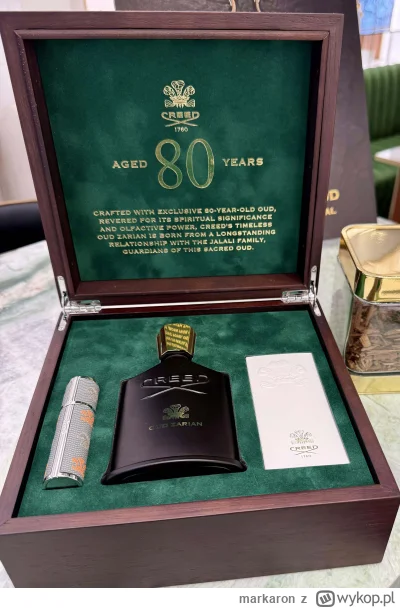 CREED
1760
AGED 80 YEARS
CRAFTED WITH EXCLUSIVE 80-YEAR-OLD OUD,
REVERED FOR ITS SPIRITUAL SIGNIFICANCE
AND OLFACTIVE POWER, CREED'S TIMELESS
OUD ZARIAN IS BORN FROM A LONGSTANDING
RELATIONSHIP WITH THE JALALI FAMILY,
GUARDIANS OF THIS SACRED OUD.
CREED
OUD ZARIAN
CREED
1760
markaron z wykop.pl